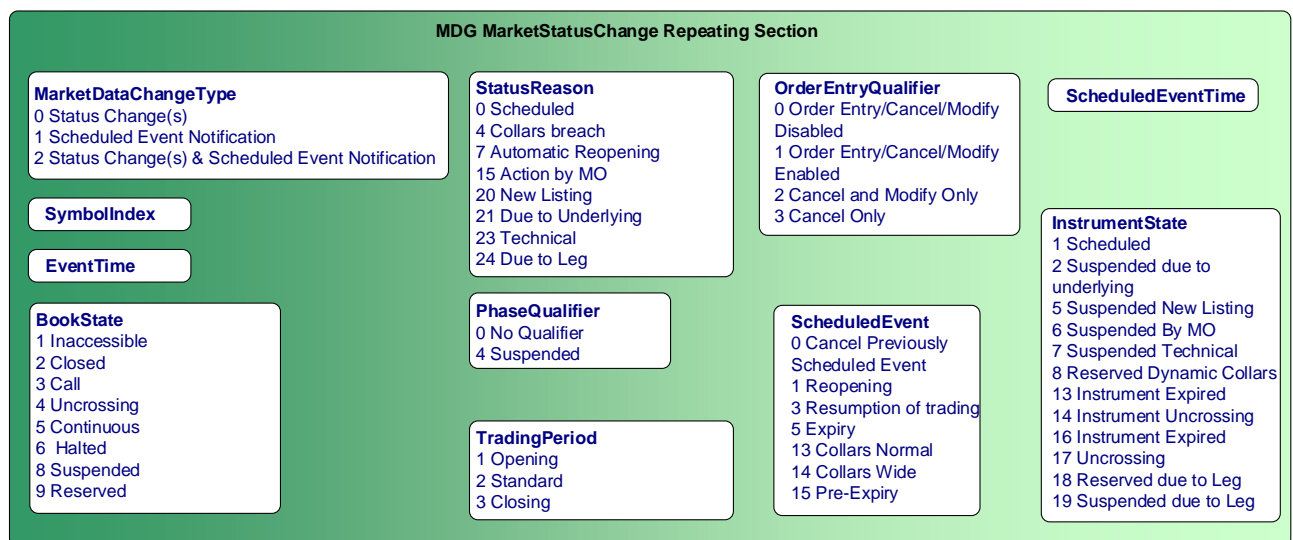 MDG MarketStatusChange Repeating Section
MarketDataChangeType
0 Status Change(s)
1 Scheduled Event Notification
2 Status Change(s) & Scheduled Event Notification
SymbolIndex
EventTime
BookState
1 Inaccessible
2 Closed
3 Call
4 Uncrossing
5 Continuous
6 Halted
8 Suspended
9 Reserved
StatusReason
0 Scheduled
4 Collars breach
7 Automatic Reopening
15 Action by MO
20 New Listing
21 Due to Underlying
23 Technical
24 Due to Leg
PhaseQualifier
0 No Qualifier
4 Suspended
TradingPeriod
1 Opening
2 Standard
3 Closing
OrderEntryQualifier
0 Order Entry/Cancel/Modify
Disabled
1 Order Entry/Cancel/Modify
Enabled
2 Cancel and Modify Only
3 Cancel Only
ScheduledEvent
0 Cancel Previously
Scheduled Event
1 Reopening
3 Resumption of trading
5 Expiry
13 Collars Normal
14 Collars Wide
15 Pre-Expiry
ScheduledEventTime
InstrumentState
1 Scheduled
2 Suspended due to
underlying
5 Suspended New Listing
6 Suspended By MO
7 Suspended Technical
8 Reserved Dynamic Collars
13 Instrument Expired
14 Instrument Uncrossing
16 Instrument Expired
17 Uncrossing
18 Reserved due to Leg
19 Suspended due to Leg